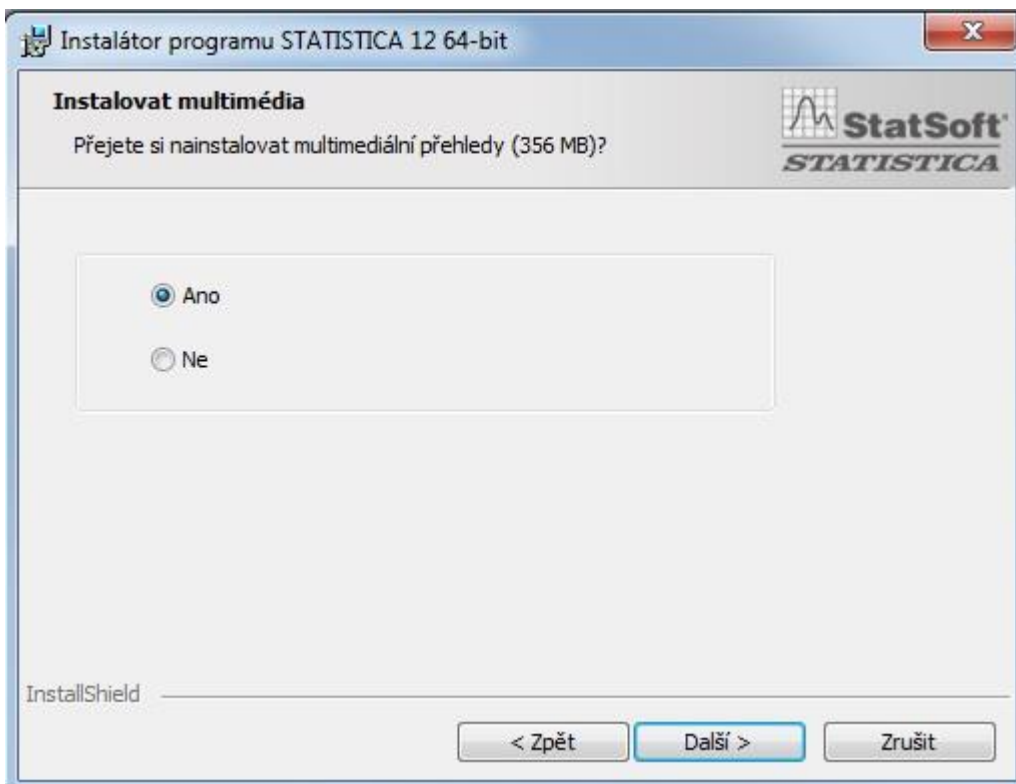 Instalátor programu STATISTICA 12 64-bit
Instalovat multimédia
Přejete si nainstalovat multimediální přehledy (356 MB)?
StatSoft
STATISTICA
Ano
Ne
InstallShield
< Zpět
Další >
Zrušit